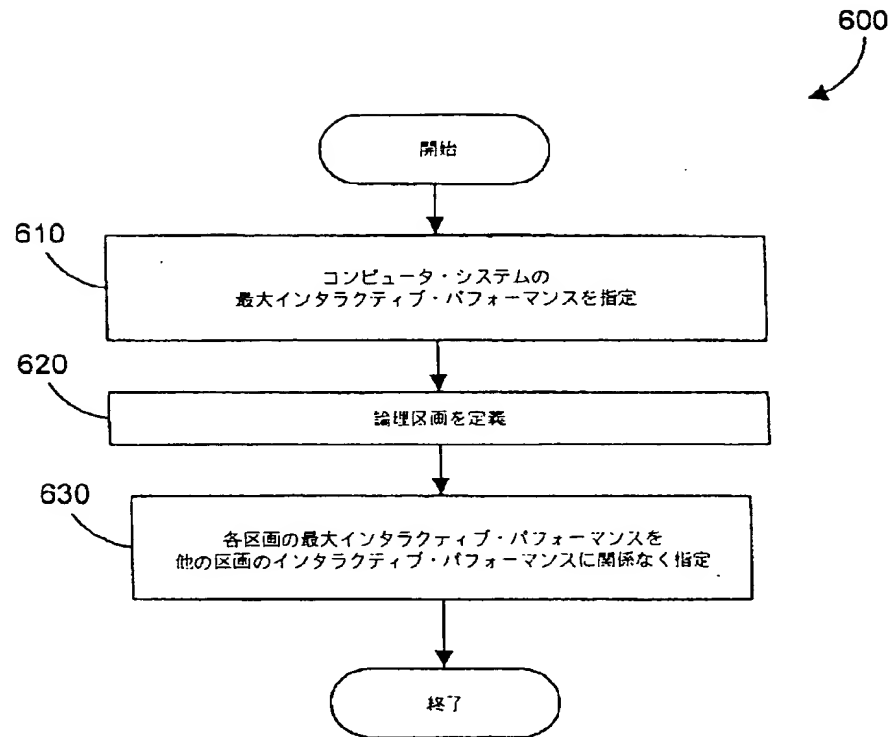 600
開始
610
コンピュータ・システムの
最大インタラクティブ・パフォーマンスを指定
620
論理区画を定義
630
各区画の最大インタラクティブ・パフォーマンスを
他の区画のインタラクティブ・パフォーマンスに関係なく指定
終了